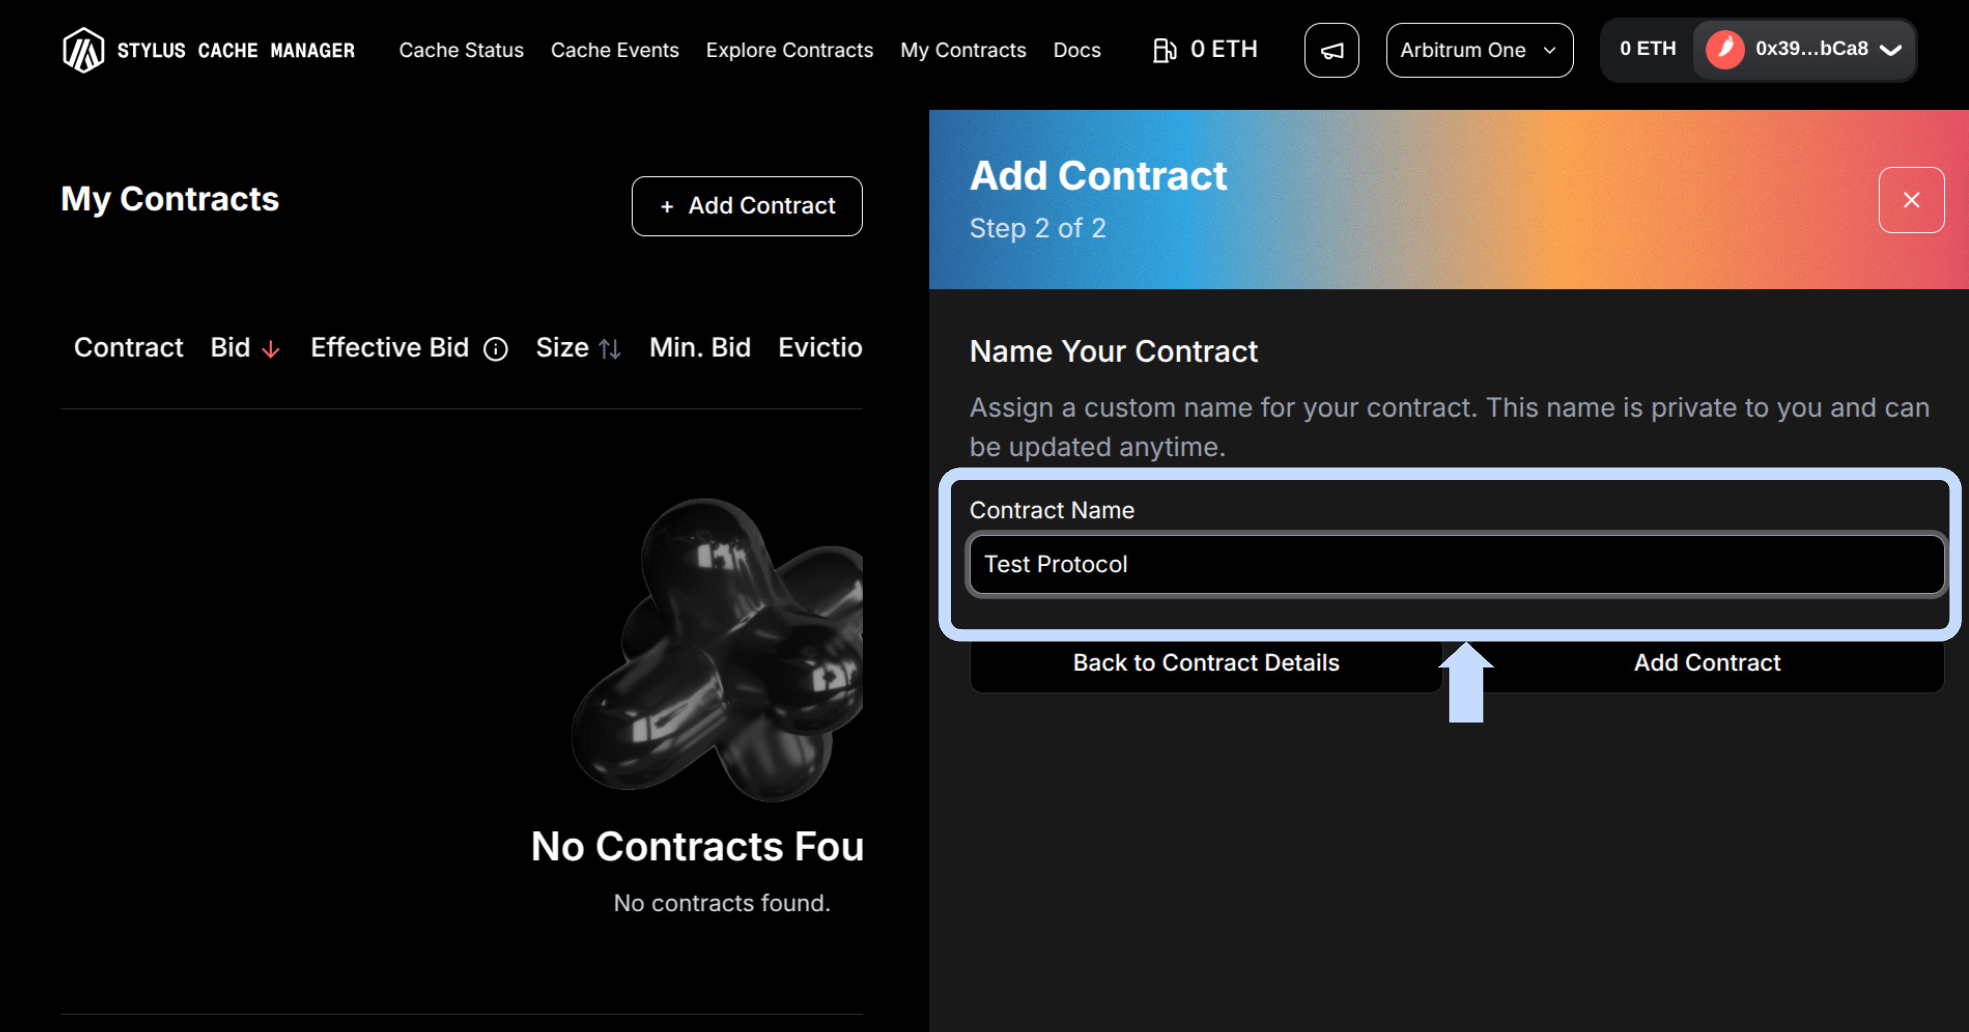 STYLUS CACHE MANAGER
Cache Status
Cache Events
Explore Contracts
My Contracts
Docs
0 ETH
Arbitrum One
0 ETH
0x39...bCa8
My Contracts
+ Add Contract
Contract
Bid
Effective Bid
Size
Min. Bid
Evictio
No Contracts Fou
No contracts found.
Add Contract
Step 2 of 2
Name Your Contract
Assign a custom name for your contract. This name is private to you and can
be updated anytime.
Contract Name
Test Protocol
Back to Contract Details
Add Contract